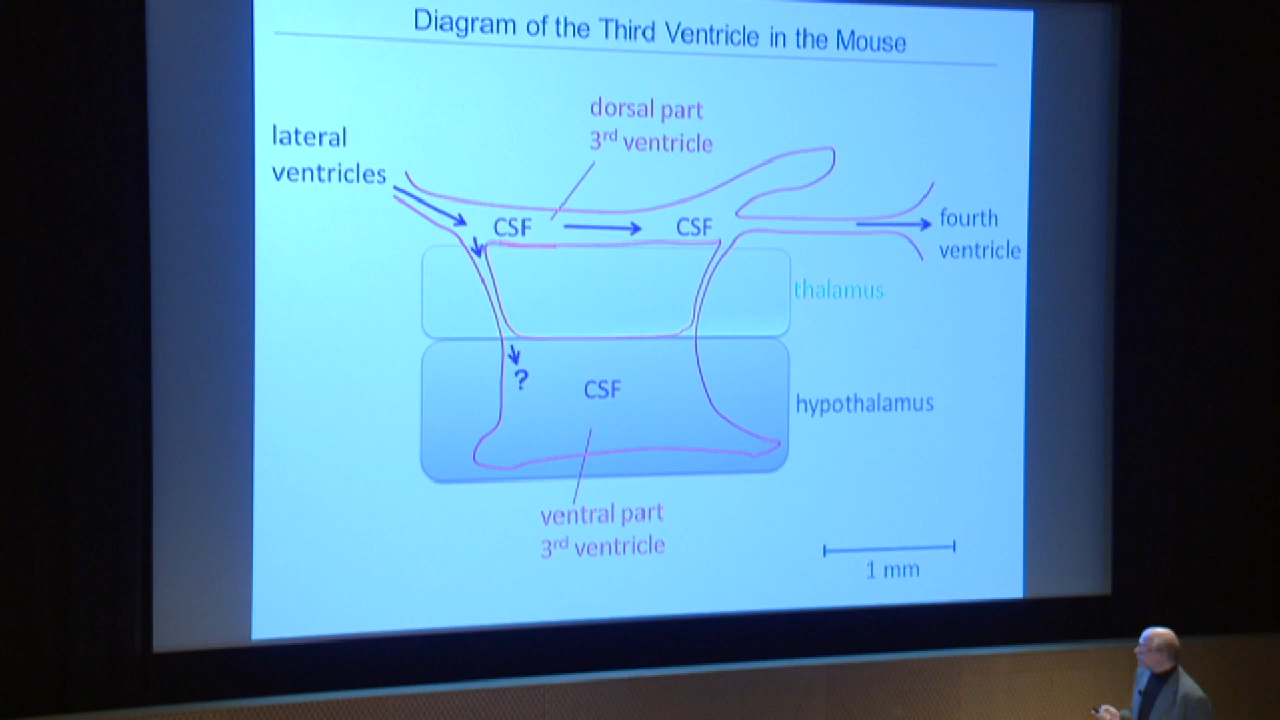 Diagram of the Third Ventricle in the Mouse
dorsal part
3rd ventricle
lateral
ventricles
CSF
CSF
fourth
ventricle
thalamus
?
CSF
hypothalamus
ventral part
3rd ventricle
1 mm